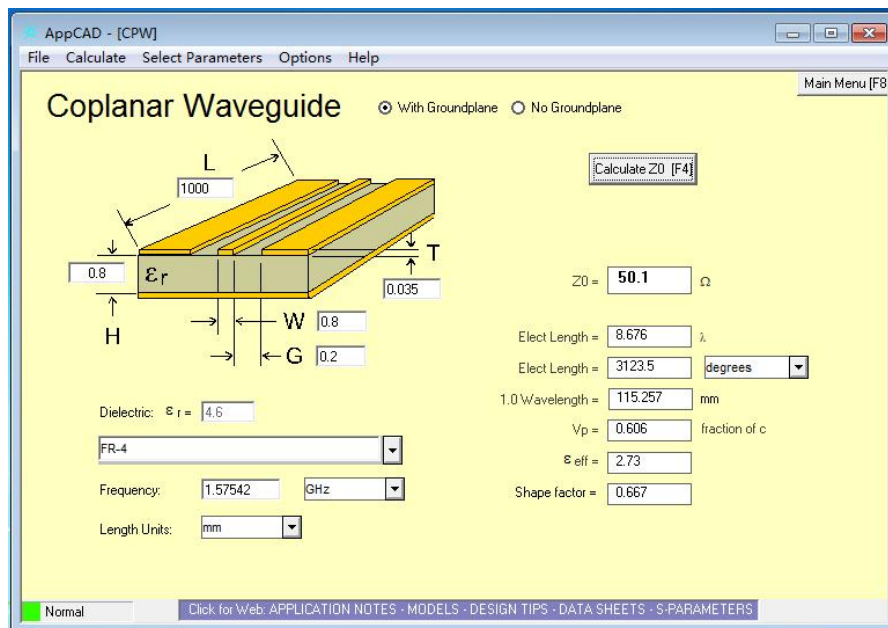 AppCAD - [CPW]
File Calculate Select Parameters Options Help
Main Menu [F8
Coplanar Waveguide
With Groundplane No Groundplane
L
1000
Calculate Z0 [F4]
T
0.8
εr
0.035
Z0 = 50.1 Ω
H
W 0.8
G 0.2
Elect Length = 8.676 λ
Elect Length = 3123.5 degrees
1.0 Wavelength = 115.257 mm
Dielectric: εr = 4.6
Vp = 0.606 fraction of c
FR-4
εeff = 2.73
Frequency: 1.57542 GHz
Shape factor = 0.667
Length Units: mm
Normal
Click for Web: APPLICATION NOTES - MODELS - DESIGN TIPS - DATA SHEETS - S-PARAMETERS